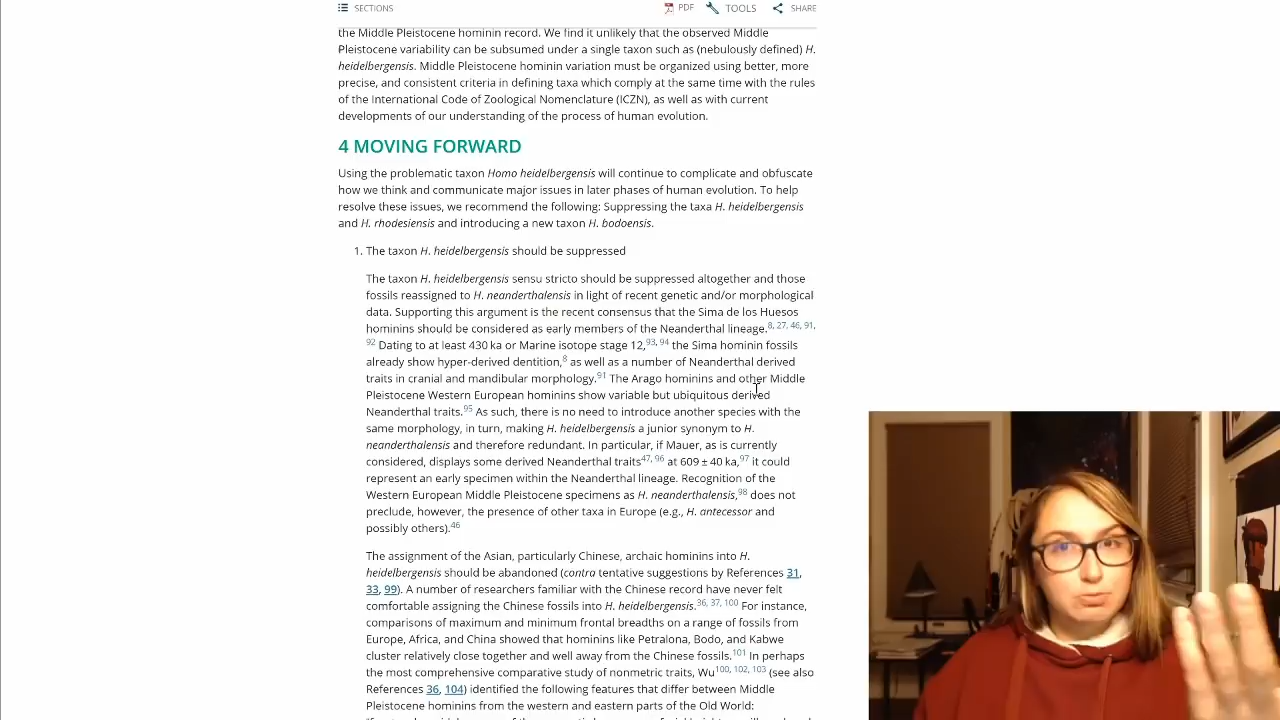 SECTIONS PDF TOOLS SHARE
the Middle Pleistocene hominin record. We find it unlikely that the observed Middle
Pleistocene variability can be subsumed under a single taxon such as (nebulously defined) H.
heidelbergensis. Middle Pleistocene hominin variation must be organized using better, more
precise, and consistent criteria in defining taxa which comply at the same time with the rules
of the International Code of Zoological Nomenclature (ICZN), as well as with current
developments of our understanding of the process of human evolution.
4 MOVING FORWARD
Using the problematic taxon Homo heidelbergensis will continue to complicate and obfuscate
how we think and communicate major issues in later phases of human evolution. To help
resolve these issues, we recommend the following: Suppressing the taxa H. heidelbergensis
and H. rhodesiensis and introducing a new taxon H. bodoensis.
1. The taxon H. heidelbergensis should be suppressed
The taxon H. heidelbergensis sensu stricto should be suppressed altogether and those
fossils reassigned to H. neanderthalensis in light of recent genetic and/or morphological
data. Supporting this argument is the recent consensus that the Sima de los Huesos
hominins should be considered as early members of the Neanderthal lineage.8, 27, 46, 91,
92 Dating to at least 430 ka or Marine isotope stage 12,93, 94 the Sima hominin fossils
already show hyper-derived dentition,8 as well as a number of Neanderthal derived
traits in cranial and mandibular morphology.91 The Arago hominins and other Middle
Pleistocene Western European hominins show variable but ubiquitous derived
Neanderthal traits.95 As such, there is no need to introduce another species with the
same morphology, in turn, making H. heidelbergensis a junior synonym to H.
neanderthalensis and therefore redundant. In particular, if Mauer, as is currently
considered, displays some derived Neanderthal traits47, 96 at 609 ± 40 ka,97 it could
represent an early specimen within the Neanderthal lineage. Recognition of the
Western European Middle Pleistocene specimens as H. neanderthalensis,98 does not
preclude, however, the presence of other taxa in Europe (e.g., H. antecessor and
possibly others).46
The assignment of the Asian, particularly Chinese, archaic hominins into H.
heidelbergensis should be abandoned (contra tentative suggestions by References 31,
33, 99). A number of researchers familiar with the Chinese record have never felt
comfortable assigning the Chinese fossils into H. heidelbergensis.36, 37, 100 For instance,
comparisons of maximum and minimum frontal breadths on a range of fossils from
Europe, Africa, and China showed that hominins like Petralona, Bodo, and Kabwe
cluster relatively close together and well away from the Chinese fossils.101 In perhaps
the most comprehensive comparative study of nonmetric traits, Wu100, 102, 103 (see also
References 36, 104) identified the following features that differ between Middle
Pleistocene hominins from the western and eastern parts of the Old World: